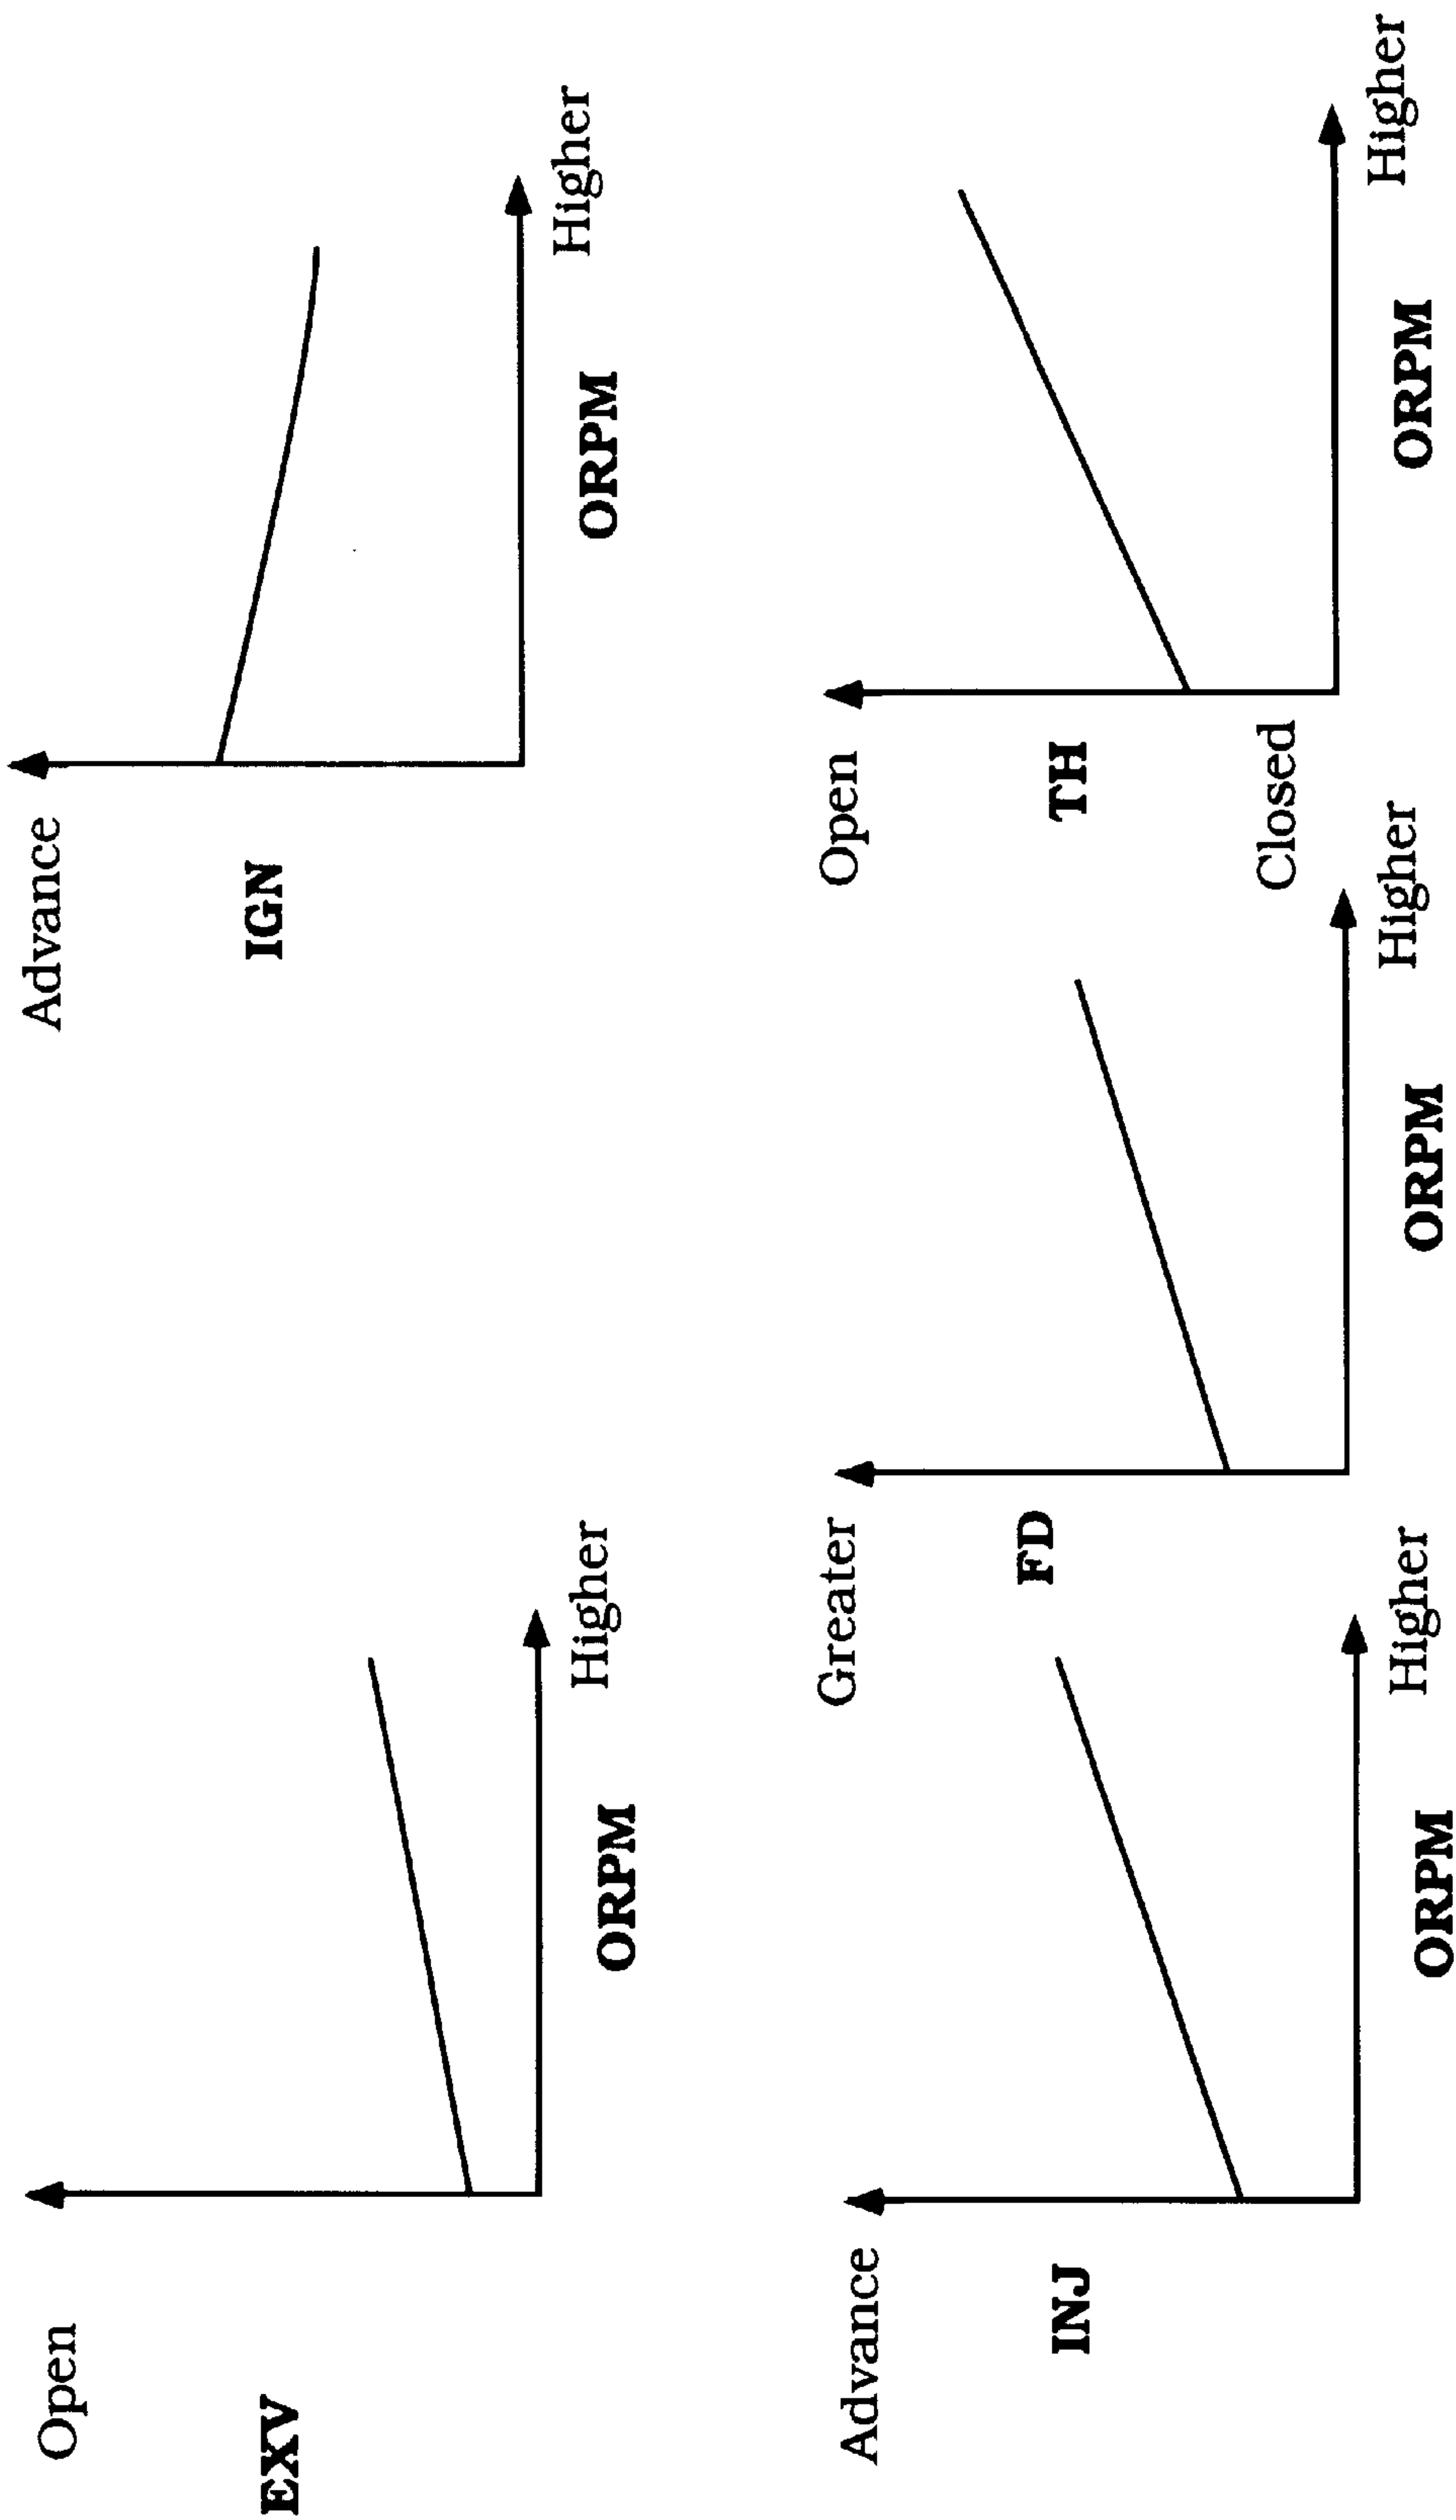 Open
EXY
ORPM
Higher
Advance
IGN
ORPM
Higher
Advance
INJ
ORPM
Higher
Greater
FD
ORPM
Higher
Open
TH
Closed
ORPM
Higher